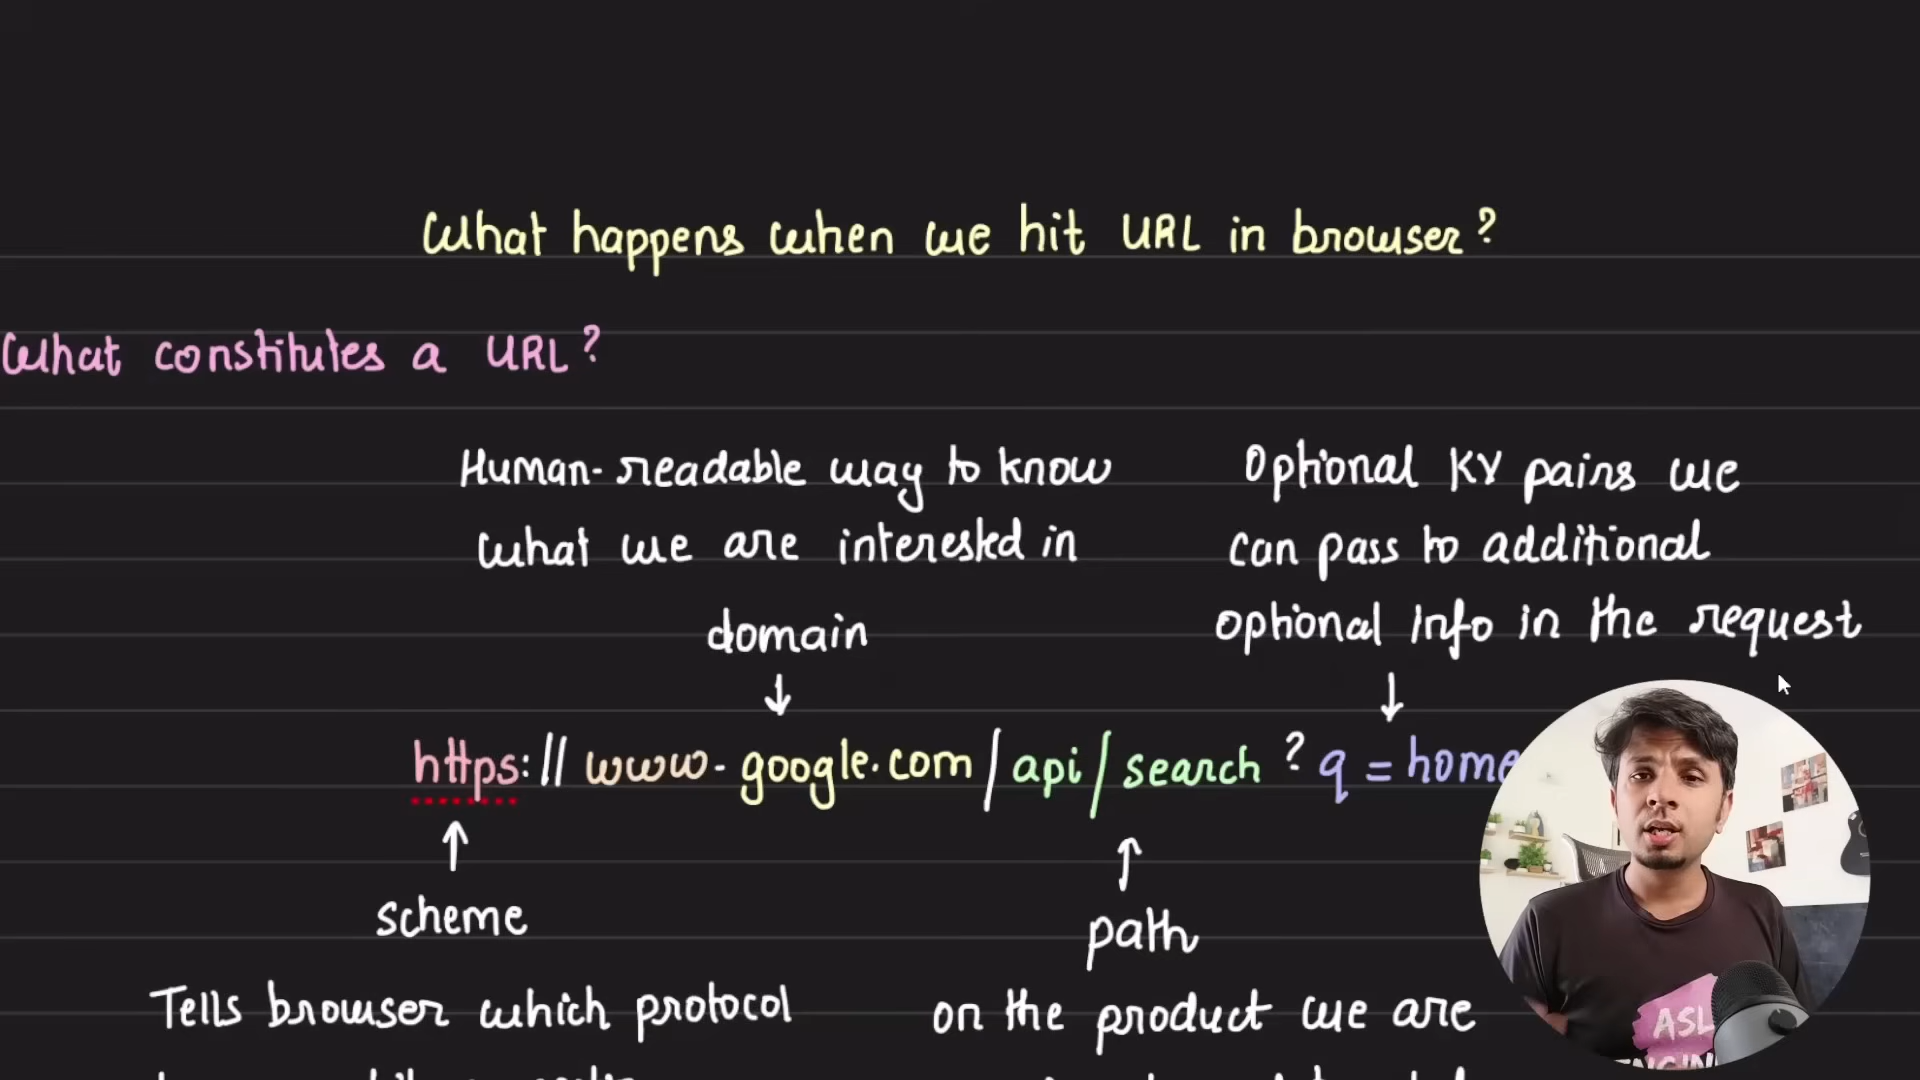 What happens when we hit URL in browser?
What constitutes a URL?
Human-readable way to know
what we are interested in
Optional KV pairs we
can pass to additional
optional info in the request
domain
https://www.google.com/api/search?q=home
scheme
path
Tells browser which protocol
on the product we are
ASL
ENGIN